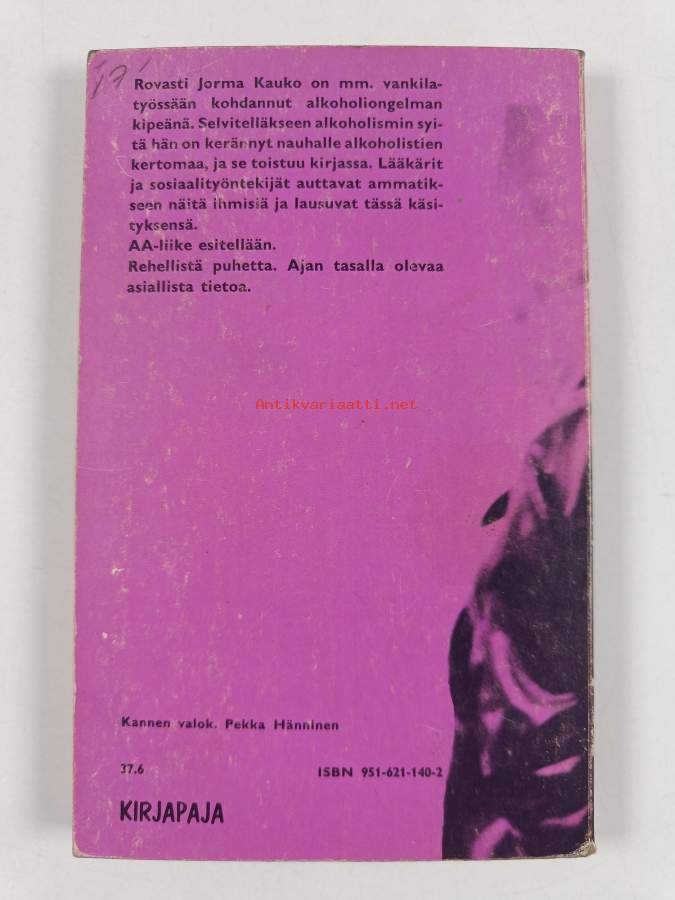 17
Rovasti Jorma Kauko on mm. vankila-
työssään kohdannut alkoholiongelman
kipeänä. Selvitelläkseen alkoholismin syi-
tä hän on kerännyt nauhalle alkoholistien
kertomaa, ja se toistuu kirjassa. Lääkärit
ja sosiaalityöntekijät auttavat ammatik-
seen näitä ihmisiä ja lausuvat tässä käsi-
tyksensä.
AA-liike esitellään.
Rehellistä puhetta. Ajan tasalla olevaa
asiallista tietoa.
Antikvariaatti.net
Kannen valok. Pekka Hänninen
37.6 ISBN 951-621-140-2
KIRJAPAJA